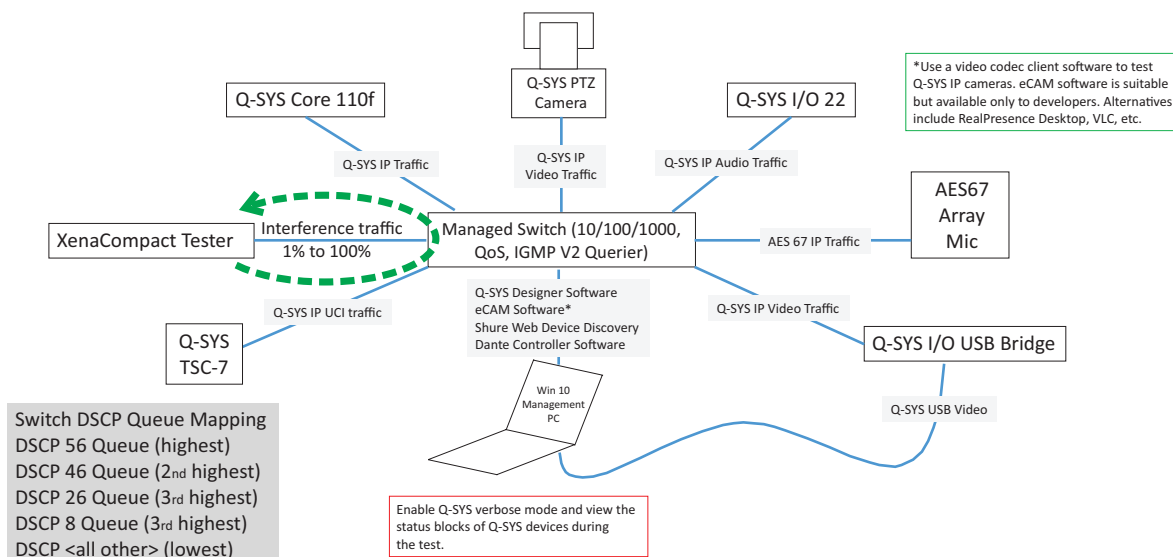 *Use a video codec client software to test
Q-SYS IP cameras. eCAM software is suitable
but available only to developers. Alternatives
include RealPresence Desktop, VLC, etc.
Q-SYS PTZ
Camera
Q-SYS Core 110f
Q-SYS I/O 22
Q-SYS IP Traffic
Q-SYS IP
Video Traffic
Q-SYS IP Audio Traffic
AES67
Array
Mic
XenaCompact Tester
Interference traffic
1% to 100%
Managed Switch (10/100/1000,
QoS, IGMP V2 Querier)
AES 67 IP Traffic
Q-SYS IP UCI traffic
Q-SYS Designer Software
eCAM Software*
Shure Web Device Discovery
Dante Controller Software
Q-SYS IP Video Traffic
Q-SYS
TSC-7
Q-SYS I/O USB Bridge
Win 10
Management
PC
Q-SYS USB Video
Switch DSCP Queue Mapping
DSCP 56 Queue (highest)
DSCP 46 Queue (2nd highest)
DSCP 26 Queue (3rd highest)
DSCP 8 Queue (3rd highest)
DSCP <all other> (lowest)
Enable Q-SYS verbose mode and view the
status blocks of Q-SYS devices during
the test.